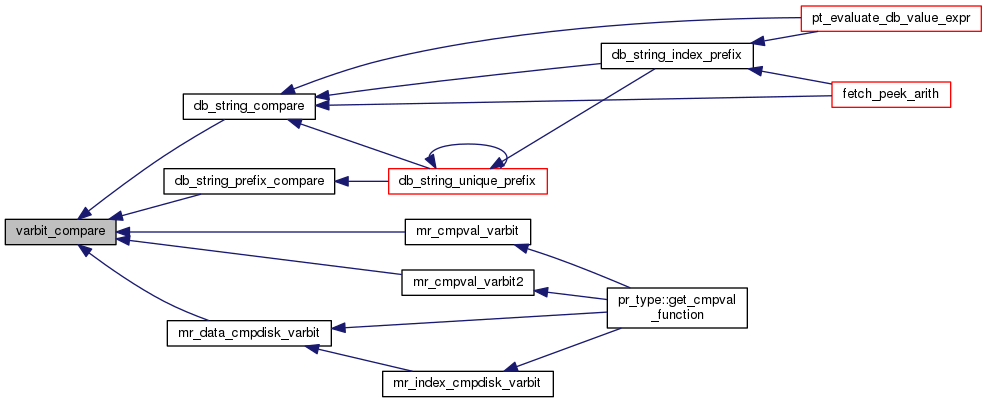 pt_evaluate_db_value_expr
db_string_index_prefix
fetch_peek_arith
db_string_compare
db_string_prefix_compare
db_string_unique_prefix
varbit_compare
mr_cmpval_varbit
mr_cmpval_varbit2
pr_type::get_cmpval
_function
mr_data_cmpdisk_varbit
mr_index_cmpdisk_varbit